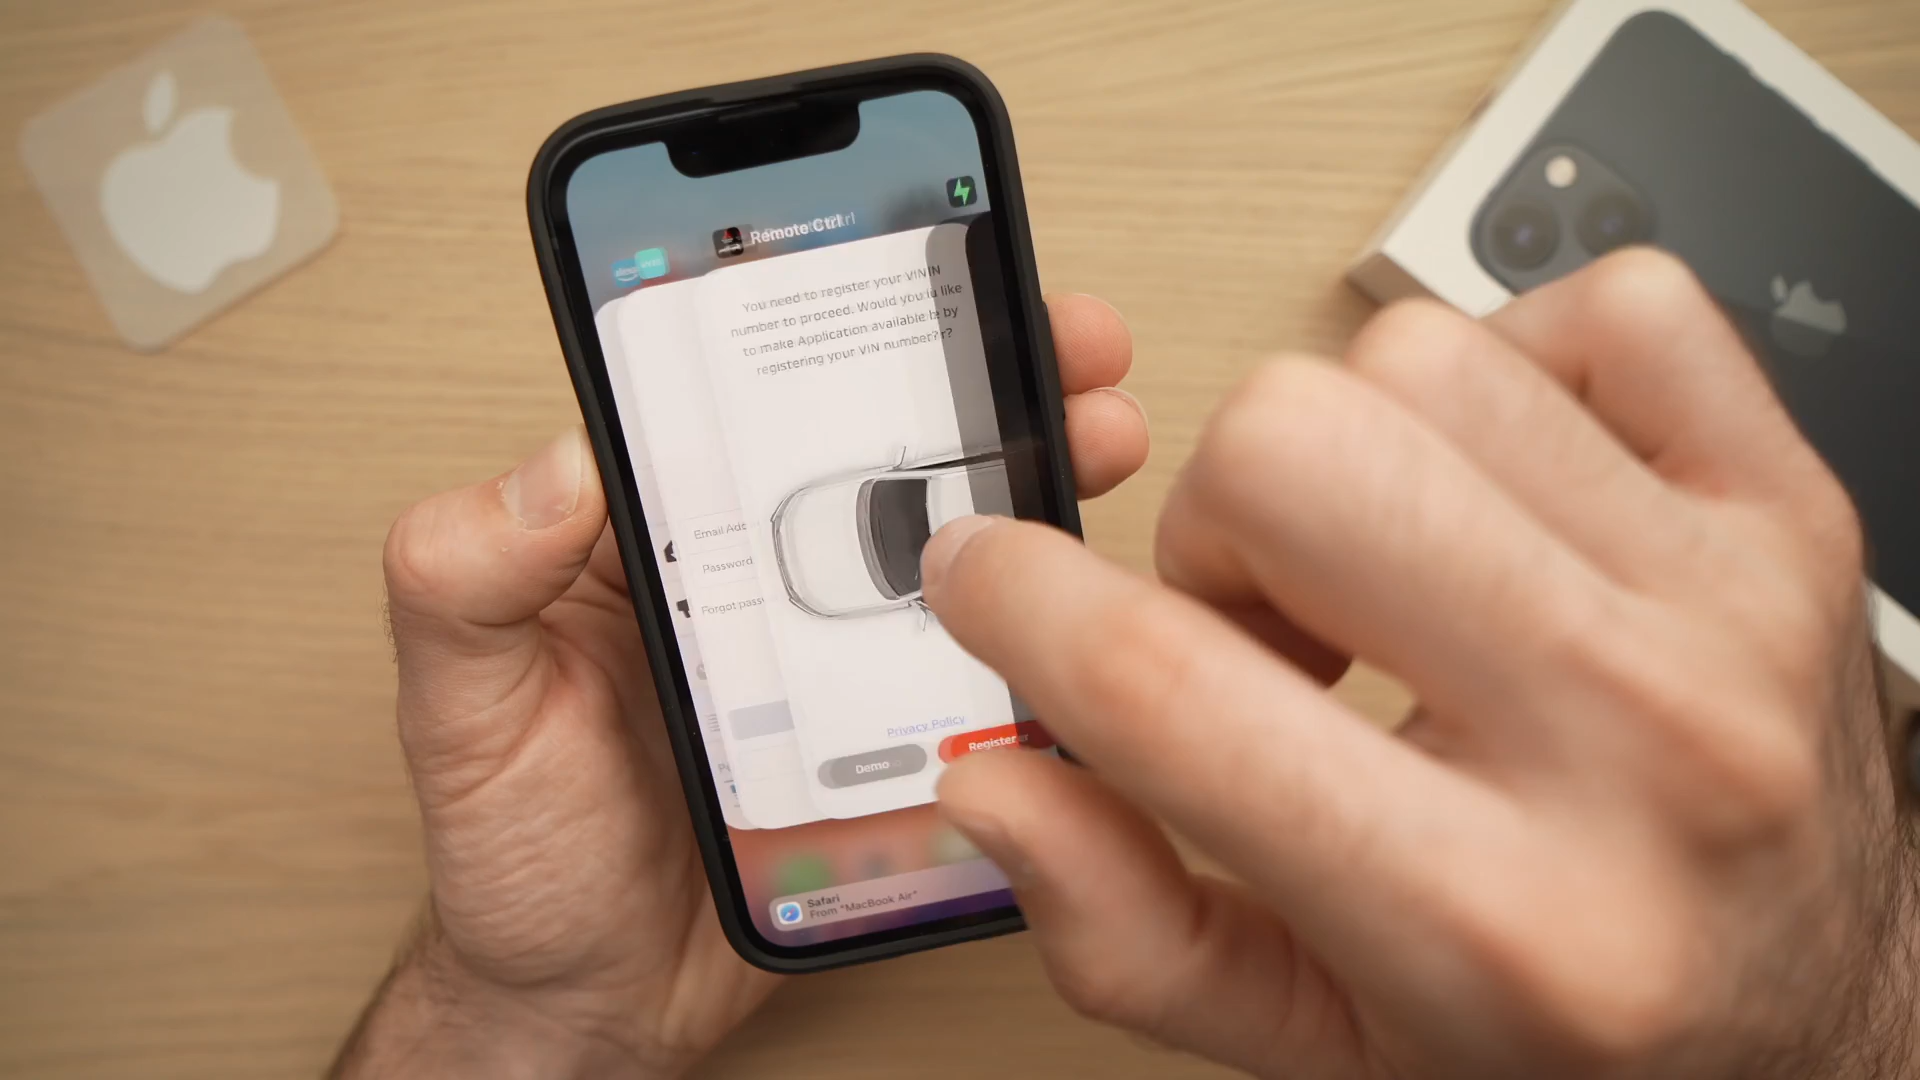 Remote Ctrl
You need to register your VIN
number to proceed. Would you like
to make Application available by
registering your VIN number?
Email Add
Password
Forgot pass
Privacy Policy
Demo
Register
Safari
From "MacBook Air"